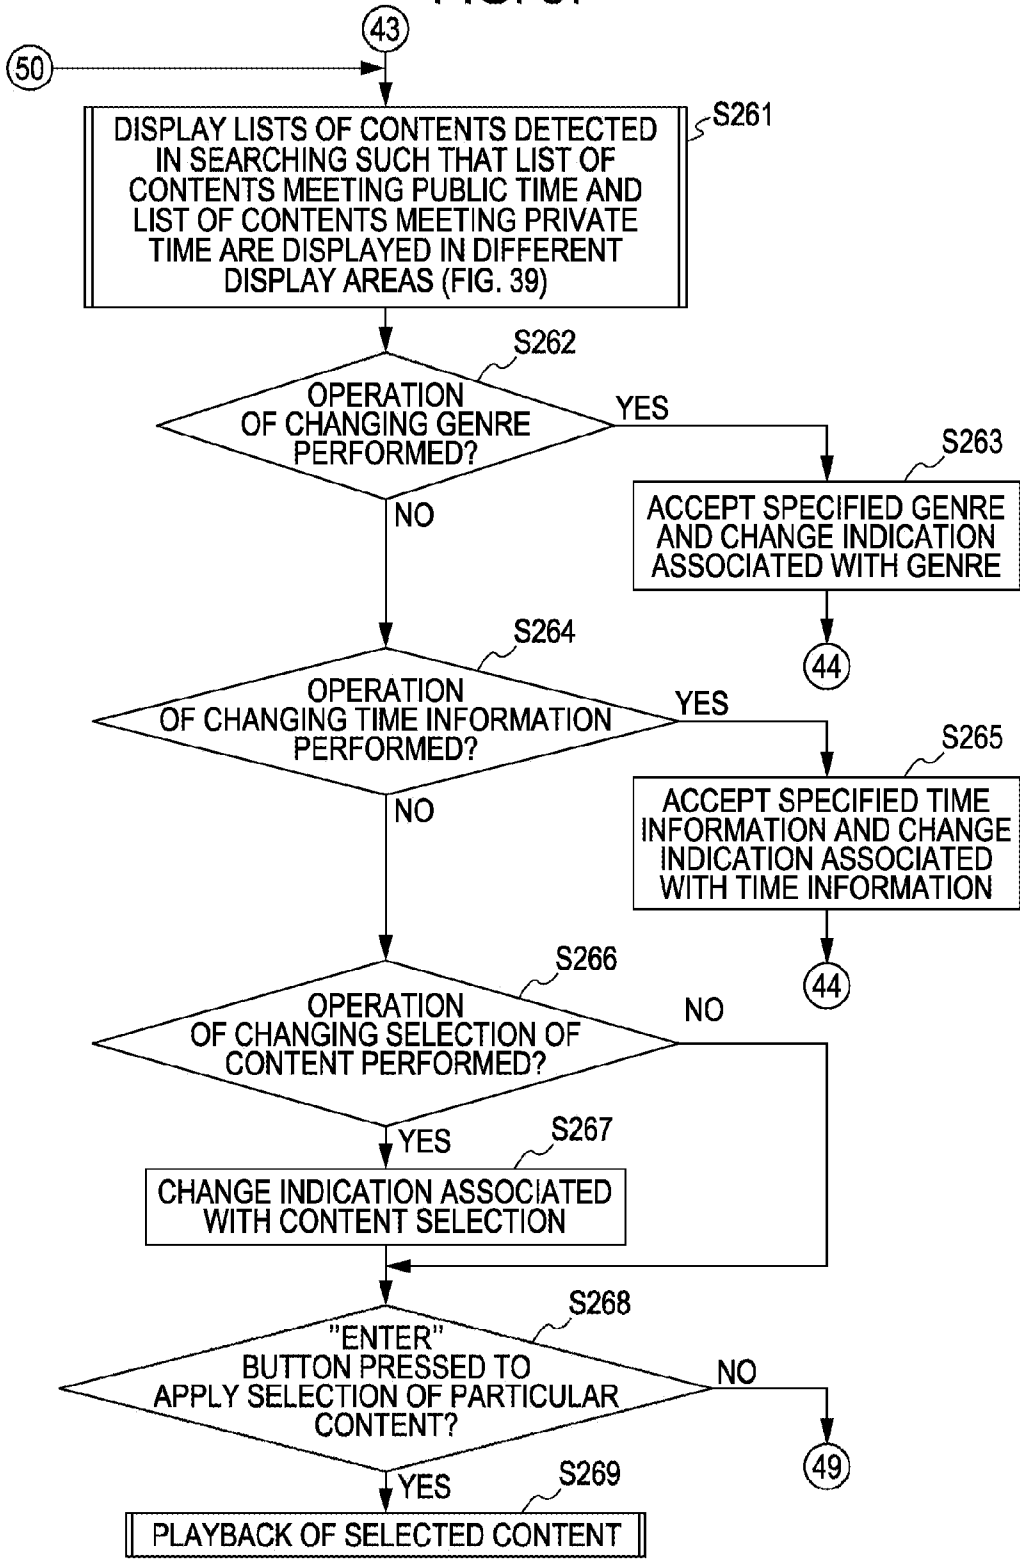 43
50
S261
DISPLAY LISTS OF CONTENTS DETECTED
IN SEARCHING SUCH THAT LIST OF
CONTENTS MEETING PUBLIC TIME AND
LIST OF CONTENTS MEETING PRIVATE
TIME ARE DISPLAYED IN DIFFERENT
DISPLAY AREAS (FIG. 39)
S262
OPERATION
OF CHANGING GENRE
PERFORMED?
YES
NO
S263
ACCEPT SPECIFIED GENRE
AND CHANGE INDICATION
ASSOCIATED WITH GENRE
44
S264
OPERATION
OF CHANGING TIME INFORMATION
PERFORMED?
YES
NO
S265
ACCEPT SPECIFIED TIME
INFORMATION AND CHANGE
INDICATION ASSOCIATED
WITH TIME INFORMATION
44
S266
OPERATION
OF CHANGING SELECTION OF
CONTENT PERFORMED?
NO
YES
S267
CHANGE INDICATION ASSOCIATED
WITH CONTENT SELECTION
S268
"ENTER"
BUTTON PRESSED TO
APPLY SELECTION OF PARTICULAR
CONTENT?
NO
49
YES
S269
PLAYBACK OF SELECTED CONTENT